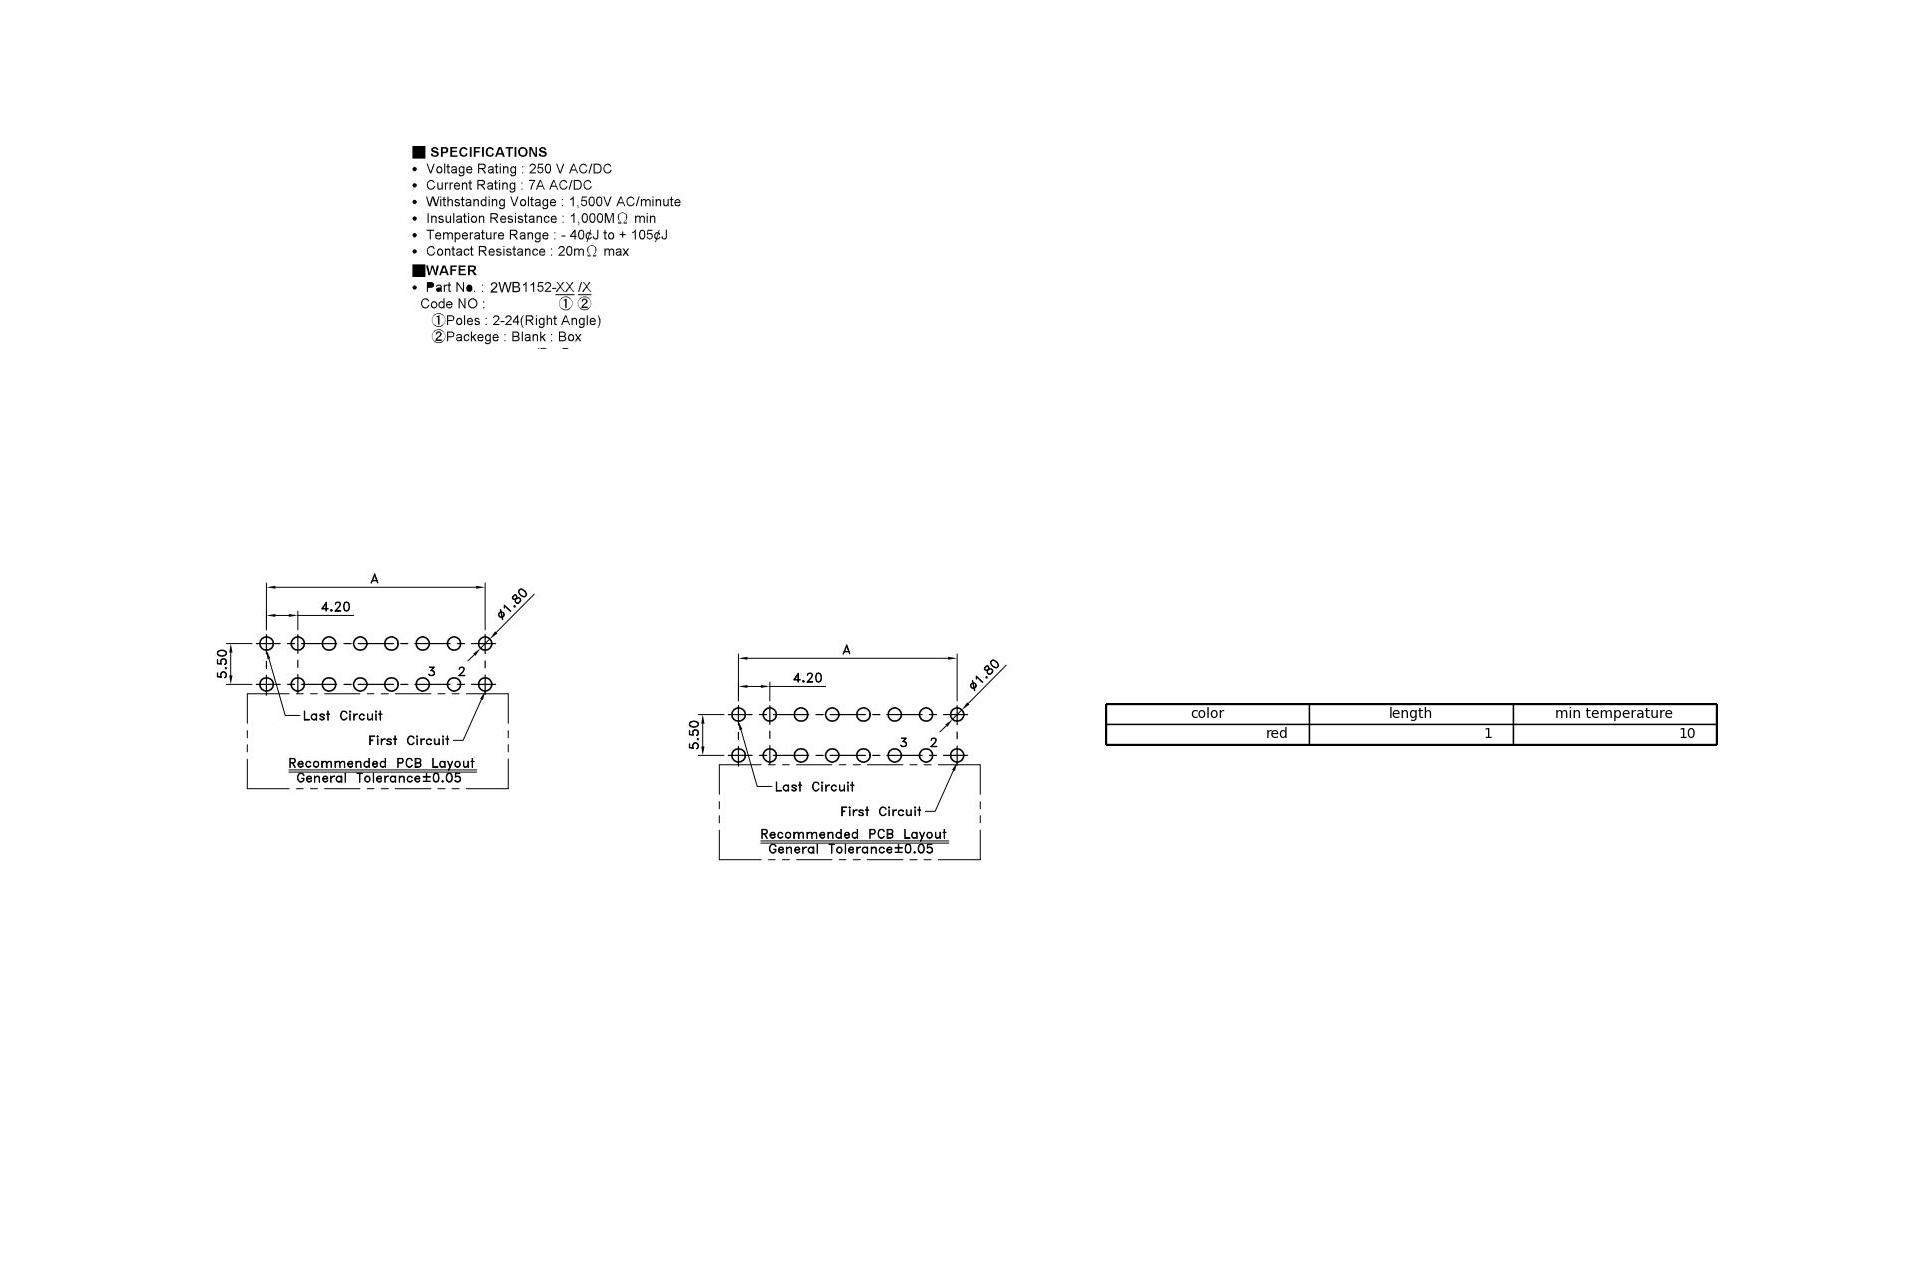 ■ SPECIFICATIONS
• Voltage Rating : 250 V AC/DC
• Current Rating : 7A AC/DC
• Withstanding Voltage : 1,500V AC/minute
• Insulation Resistance : 1,000MΩ min
• Temperature Range : - 40¢J to + 105¢J
• Contact Resistance : 20mΩ max
■WAFER
• Part No. : 2WB1152-XX /X
Code NO : ① ②
①Poles : 2-24(Right Angle)
②Packege : Blank : Box
A
4.20
ø1.80
5.50
3 2
Last Circuit
First Circuit
Recommended PCB Layout
General Tolerance±0.05
A
4.20
ø1.80
5.50
3 2
Last Circuit
First Circuit
Recommended PCB Layout
General Tolerance±0.05
color length min temperature
red 1 10